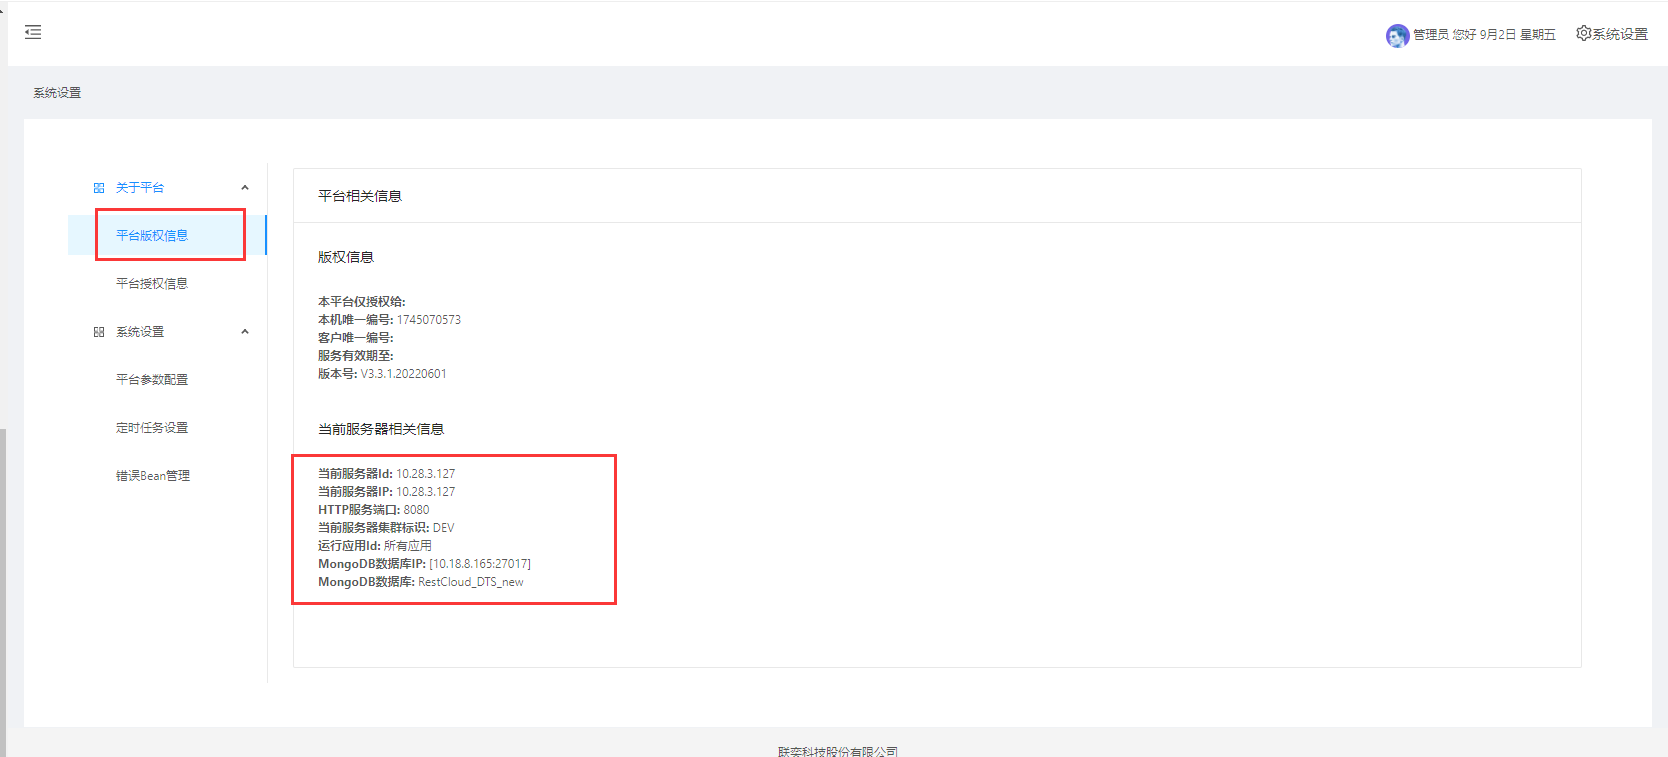 管理员 您好 9月2日 星期五
系统设置
系统设置
关于平台
平台版权信息
平台授权信息
系统设置
平台参数配置
定时任务设置
错误Bean管理
平台相关信息
版权信息
本平台仅授权给:
本机唯一编号: 1745070573
客户唯一编号:
服务有效期至:
版本号: V3.3.1.20220601
当前服务器相关信息
当前服务器Id: 10.28.3.127
当前服务器IP: 10.28.3.127
HTTP服务端口: 8080
当前服务器集群标识: DEV
运行应用Id: 所有应用
MongoDB数据库IP: [10.18.8.165:27017]
MongoDB数据库: RestCloud_DTS_new
联奕科技股份有限公司